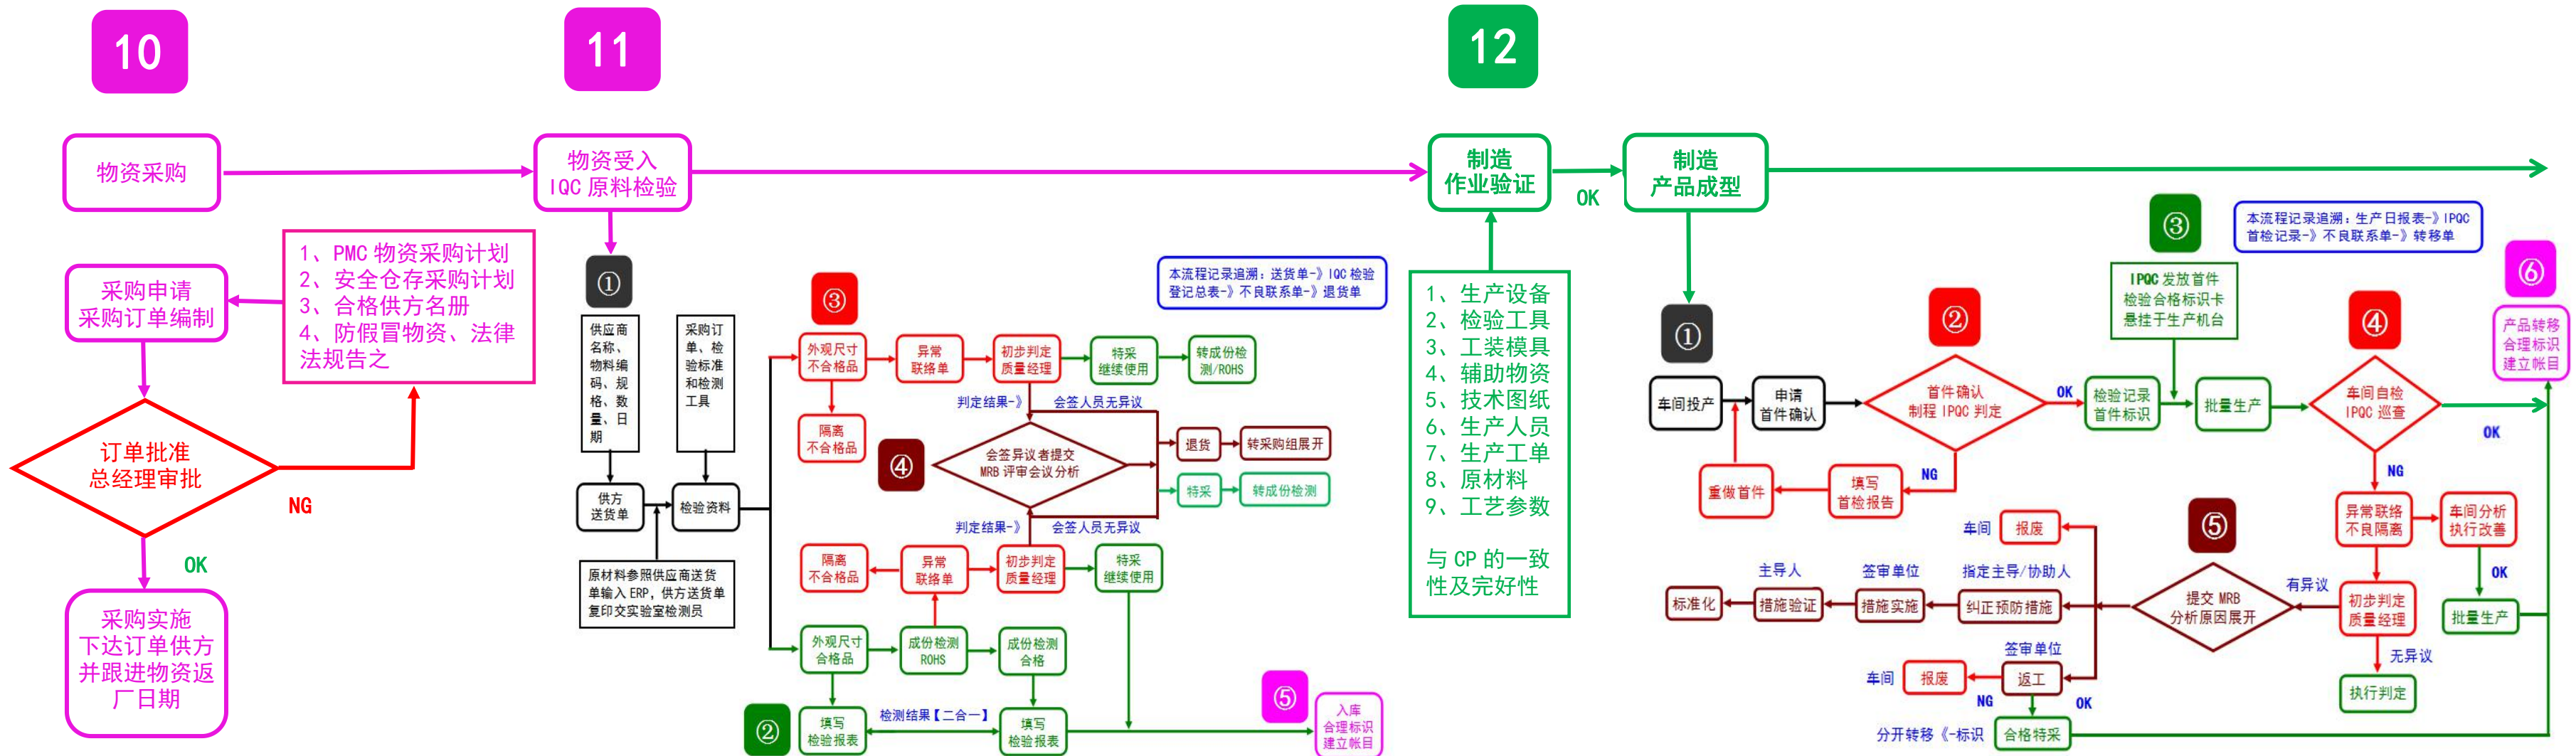 10
11
12
物资采购
物资受入
IQC 原料检验
制造
作业验证
OK
制造
产品成型
1、PMC 物资采购计划
2、安全仓存采购计划
3、合格供方名册
4、防假冒物资、法律
法规告之
采购申请
采购订单编制
订单批准
总经理审批
NG
OK
采购实施
下达订单供方
并跟进物资返
厂日期
①
供应商
名称、
物料编
码、规
格、数
量、日
期
采购订
单、检
验标准
和检测
工具
供方
送货单
检验资料
原材料参照供应商送货
单输入 ERP，供方送货单
复印交实验室检测员
③
本流程记录追溯：送货单-》IQC 检验
登记总表-》不良联系单-》退货单
外观尺寸
不合格品
异常
联络单
初步判定
质量经理
特采
继续使用
转成份检
测/ROHS
隔离
不合格品
判定结果-》
会签人员无异议
④
会签异议者提交
MRB 评审会议分析
退货
转采购组展开
特采
转成份检测
判定结果-》
会签人员无异议
隔离
不合格品
异常
联络单
初步判定
质量经理
特采
继续使用
外观尺寸
合格品
成份检测
ROHS
成份检测
合格
②
填写
检验报表
检测结果【二合一】
填写
检验报表
⑤
入库
合理标识
建立帐目
1、生产设备
2、检验工具
3、工装模具
4、辅助物资
5、技术图纸
6、生产人员
7、生产工单
8、原材料
9、工艺参数
与 CP 的一致
性及完好性
①
车间投产
申请
首件确认
②
首件确认
制程 IPQC 判定
OK
NG
填写
首检报告
重做首件
③
IPQC 发放首件
检验合格标识卡
悬挂于生产机台
检验记录
首件标识
批量生产
本流程记录追溯：生产日报表-》IPQC
首检记录-》不良联系单-》转移单
④
车间自检
IPQC 巡查
OK
NG
⑥
产品转移
合理标识
建立帐目
异常联络
不良隔离
车间分析
执行改善
OK
批量生产
初步判定
质量经理
有异议
无异议
执行判定
⑤
提交 MRB
分析原因展开
车间
报废
指定主导/协助人
纠正预防措施
签审单位
措施实施
主导人
措施验证
标准化
签审单位
返工
车间
报废
NG
OK
分开转移《-标识
合格特采